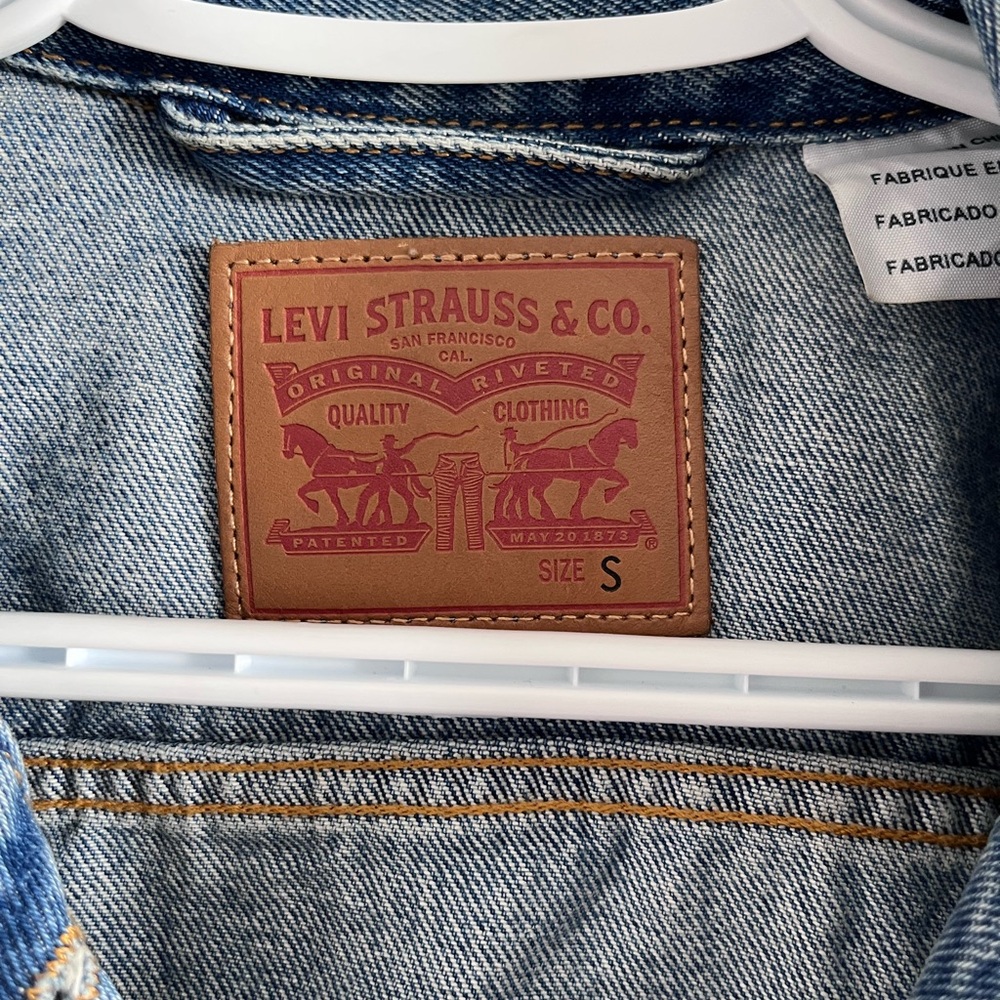 LEVI STRAUSS & CO.
SAN FRANCISCO
CAL.
ORIGINAL RIVETED
QUALITY CLOTHING
PATENTED MAY 20 1873 ®
SIZE S
FABRIQUE
FABRICADO
FABRICADO